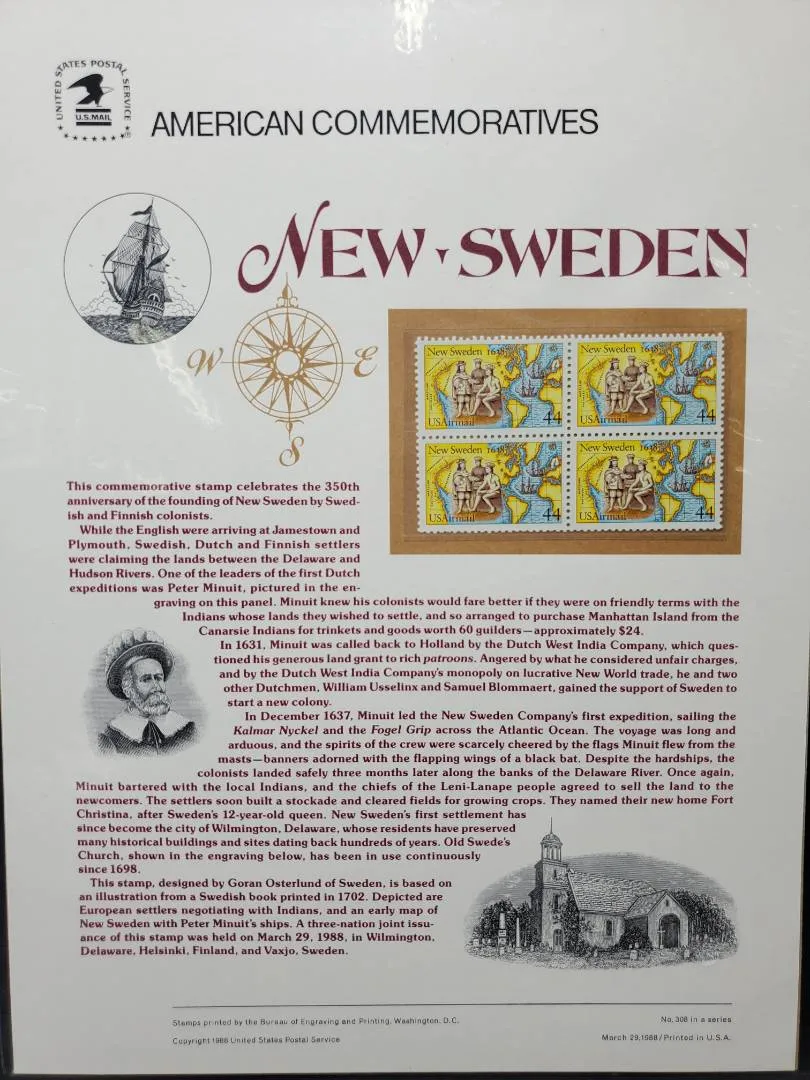 UNITED STATES POSTAL SERVICE
U.S.MAIL
AMERICAN COMMEMORATIVES
NEW SWEDEN
W E
S
New Sweden 1638
USAirmail 44
New Sweden 1638
USAirmail 44
New Sweden 1638
USAirmail 44
New Sweden 1638
USAirmail 44
This commemorative stamp celebrates the 350th
anniversary of the founding of New Sweden by Swed-
ish and Finnish colonists.
While the English were arriving at Jamestown and
Plymouth, Swedish, Dutch and Finnish settlers
were claiming the lands between the Delaware and
Hudson Rivers. One of the leaders of the first Dutch
expeditions was Peter Minuit, pictured in the en-
graving on this panel. Minuit knew his colonists would fare better if they were on friendly terms with the
Indians whose lands they wished to settle, and so arranged to purchase Manhattan Island from the
Canarsie Indians for trinkets and goods worth 60 guilders—approximately $24.
In 1631, Minuit was called back to Holland by the Dutch West India Company, which ques-
tioned his generous land grant to rich patroons. Angered by what he considered unfair charges,
and by the Dutch West India Company's monopoly on lucrative New World trade, he and two
other Dutchmen, William Usselinx and Samuel Blommaert, gained the support of Sweden to
start a new colony.
In December 1637, Minuit led the New Sweden Company's first expedition, sailing the
Kalmar Nyckel and the Fogel Grip across the Atlantic Ocean. The voyage was long and
arduous, and the spirits of the crew were scarcely cheered by the flags Minuit flew from the
masts—banners adorned with the flapping wings of a black bat. Despite the hardships, the
colonists landed safely three months later along the banks of the Delaware River. Once again,
Minuit bartered with the local Indians, and the chiefs of the Leni-Lanape people agreed to sell the land to the
newcomers. The settlers soon built a stockade and cleared fields for growing crops. They named their new home Fort
Christina, after Sweden's 12-year-old queen. New Sweden's first settlement has
since become the city of Wilmington, Delaware, whose residents have preserved
many historical buildings and sites dating back hundreds of years. Old Swede's
Church, shown in the engraving below, has been in use continuously
since 1698.
This stamp, designed by Goran Osterlund of Sweden, is based on
an illustration from a Swedish book printed in 1702. Depicted are
European settlers negotiating with Indians, and an early map of
New Sweden with Peter Minuit's ships. A three-nation joint issu-
ance of this stamp was held on March 29, 1988, in Wilmington,
Delaware, Helsinki, Finland, and Vaxjo, Sweden.
Stamps printed by the Bureau of Engraving and Printing, Washington, D.C.
No. 308 in a series
Copyright 1988 United States Postal Service
March 29, 1988/Printed in U.S.A.